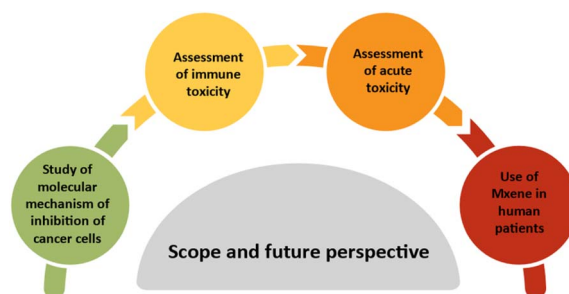 Assessment
of immune
toxicity
Assessment
of acute
toxicity
Study of
molecular
mechanism of
inhibition of
cancer cells
Use of
Mxene in
human
patients
Scope and future perspective